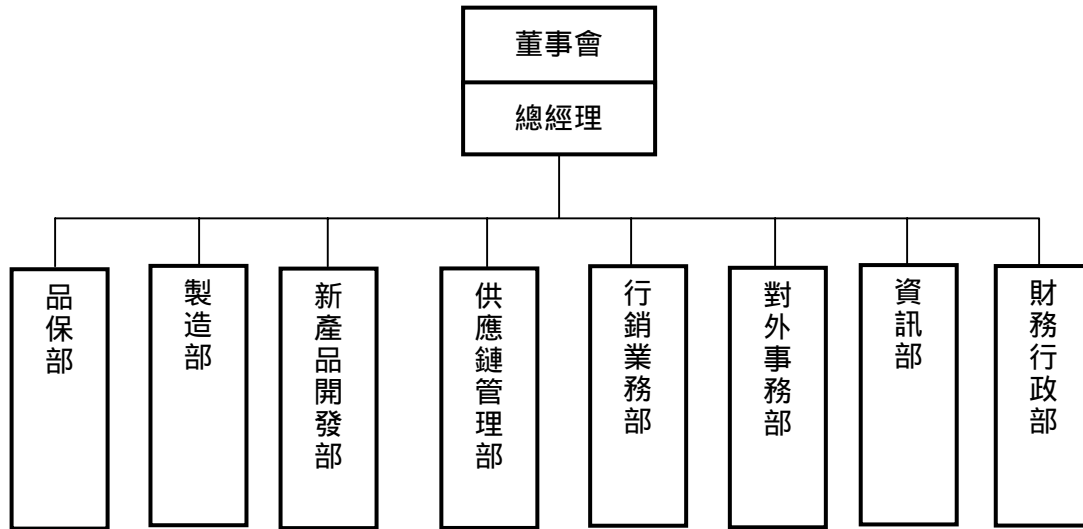 董事會
總經理
品保部
製造部
新產品開發部
供應鏈管理部
行銷業務部
對外事務部
資訊部
財務行政部